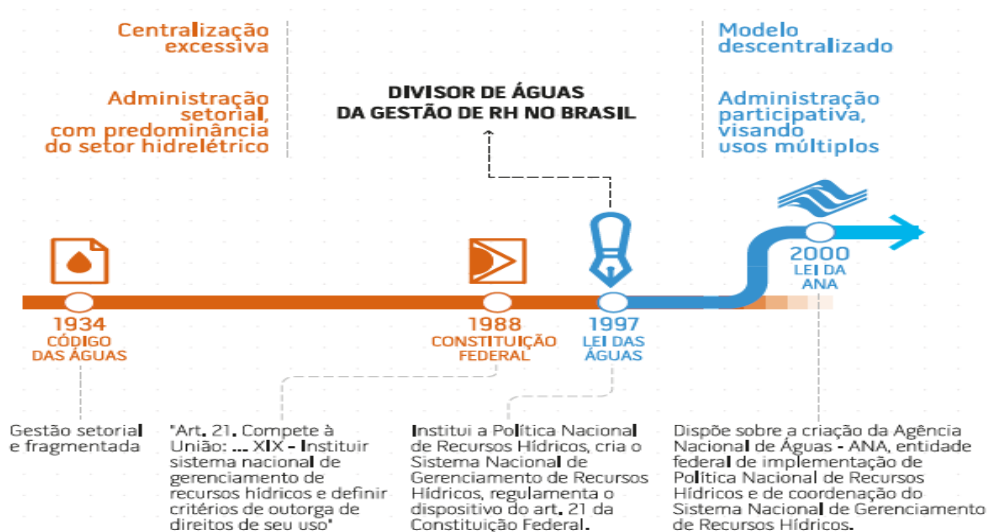 Centralização
excessiva
Administração
setorial,
com predominância
do setor hidrelétrico
DIVISOR DE ÁGUAS
DA GESTÃO DE RH NO BRASIL
Modelo
descentralizado
Administração
participativa,
visando
usos múltiplos
1934
CÓDIGO
DAS ÁGUAS
1988
CONSTITUIÇÃO
FEDERAL
1997
LEI DAS
ÁGUAS
2000
LEI DA
ANA
Gestão setorial
e fragmentada
"Art. 21. Compete à
União: ... XIX - Instituir
sistema nacional de
gerenciamento de
recursos hídricos e definir
critérios de outorga de
direitos de seu uso"
Institui a Política Nacional
de Recursos Hídricos, cria o
Sistema Nacional de
Gerenciamento de Recursos
Hídricos, regulamenta o
dispositivo do art. 21 da
Constituição Federal.
Dispõe sobre a criação da Agência
Nacional de Águas - ANA, entidade
federal de implementação de
Política Nacional de Recursos
Hídricos e de coordenação do
Sistema Nacional de Gerenciamento
de Recursos Hídricos.